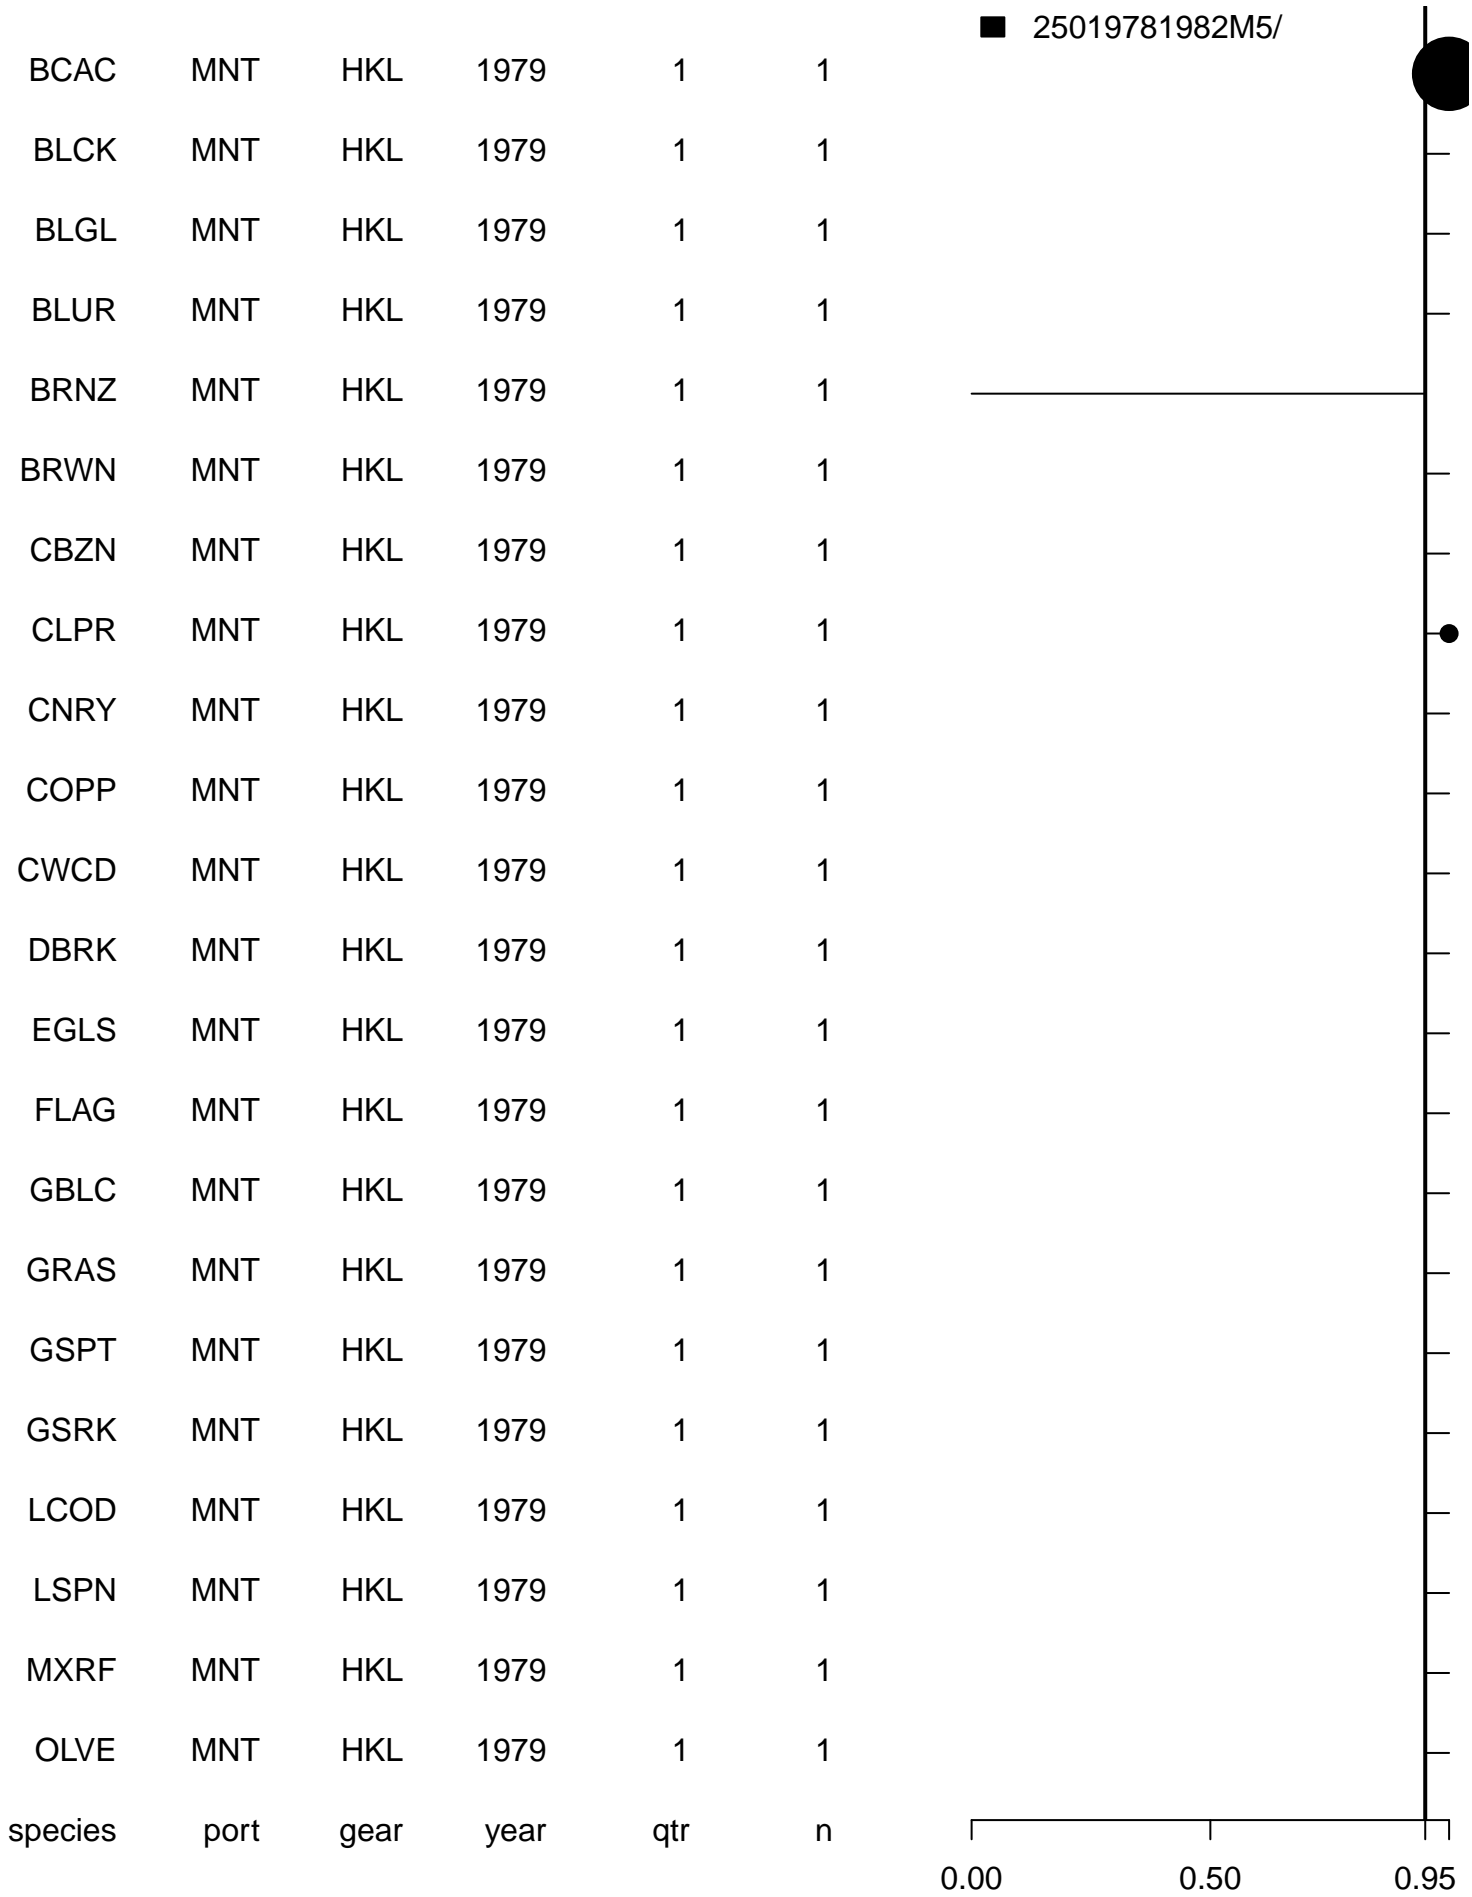 25019781982M5/
BCAC MNT HKL 1979 1 1
BLCK MNT HKL 1979 1 1
BLGL MNT HKL 1979 1 1
BLUR MNT HKL 1979 1 1
BRNZ MNT HKL 1979 1 1
BRWN MNT HKL 1979 1 1
CBZN MNT HKL 1979 1 1
CLPR MNT HKL 1979 1 1
CNRY MNT HKL 1979 1 1
COPP MNT HKL 1979 1 1
CWCD MNT HKL 1979 1 1
DBRK MNT HKL 1979 1 1
EGLS MNT HKL 1979 1 1
FLAG MNT HKL 1979 1 1
GBLC MNT HKL 1979 1 1
GRAS MNT HKL 1979 1 1
GSPT MNT HKL 1979 1 1
GSRK MNT HKL 1979 1 1
LCOD MNT HKL 1979 1 1
LSPN MNT HKL 1979 1 1
MXRF MNT HKL 1979 1 1
OLVE MNT HKL 1979 1 1
species port gear year qtr n
0.00 0.50 0.95